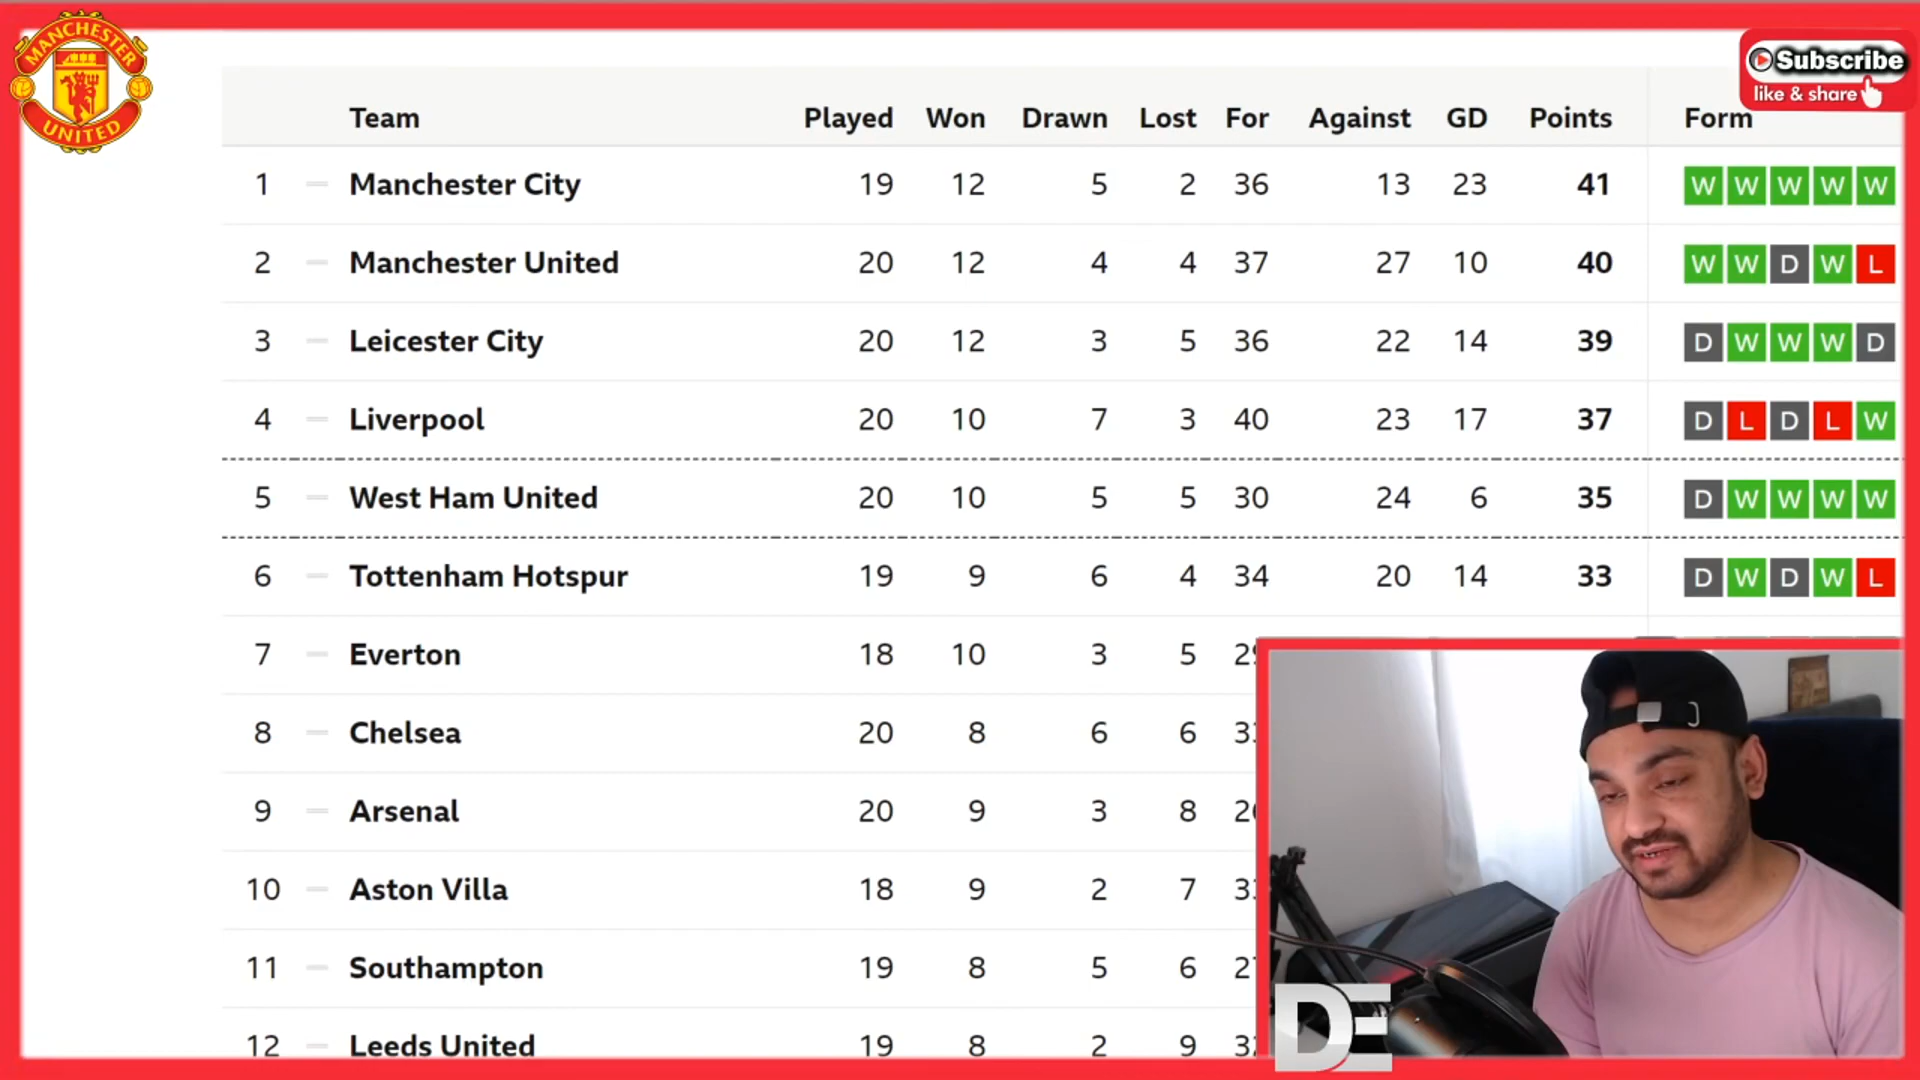 MANCHESTER
UNITED
Subscribe
like & share
Team Played Won Drawn Lost For Against GD Points Form
1 Manchester City 19 12 5 2 36 13 23 41 W W W W W
2 Manchester United 20 12 4 4 37 27 10 40 W W D W L
3 Leicester City 20 12 3 5 36 22 14 39 D W W W D
4 Liverpool 20 10 7 3 40 23 17 37 D L D L W
5 West Ham United 20 10 5 5 30 24 6 35 D W W W W
6 Tottenham Hotspur 19 9 6 4 34 20 14 33 D W D W L
7 Everton 18 10 3 5
8 Chelsea 20 8 6 6
9 Arsenal 20 9 3 8
10 Aston Villa 18 9 2 7
11 Southampton 19 8 5 6
12 Leeds United 19 8 2 9
DE